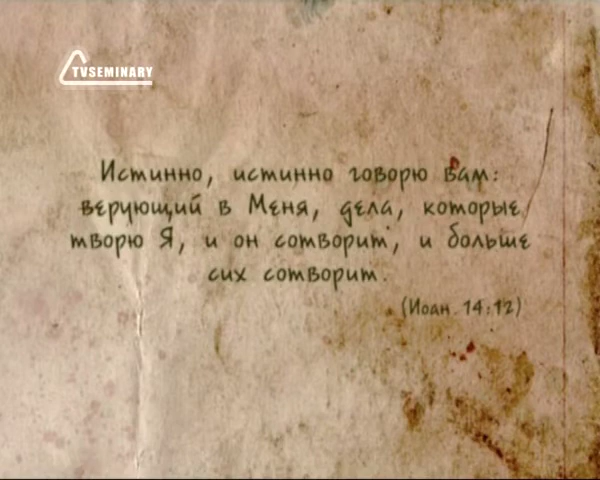 TVSEMINARY
Истинно, истинно говорю вам:
верующий в Меня, дела, которые
творю Я, и он сотворит, и больше
сих сотворит.
(Иоан. 14:12)